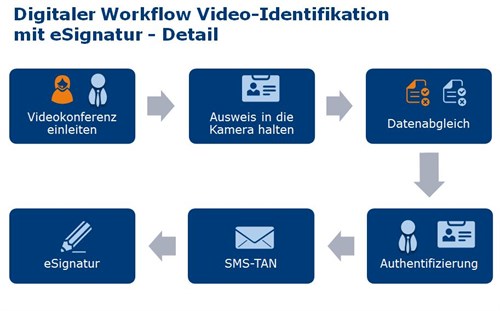 Digitaler Workflow Video-Identifikation
mit eSignatur – Detail
Videokonferenz
einleiten
Ausweis in die
Kamera halten
Datenabgleich
Authentifizierung
SMS-TAN
eSignatur